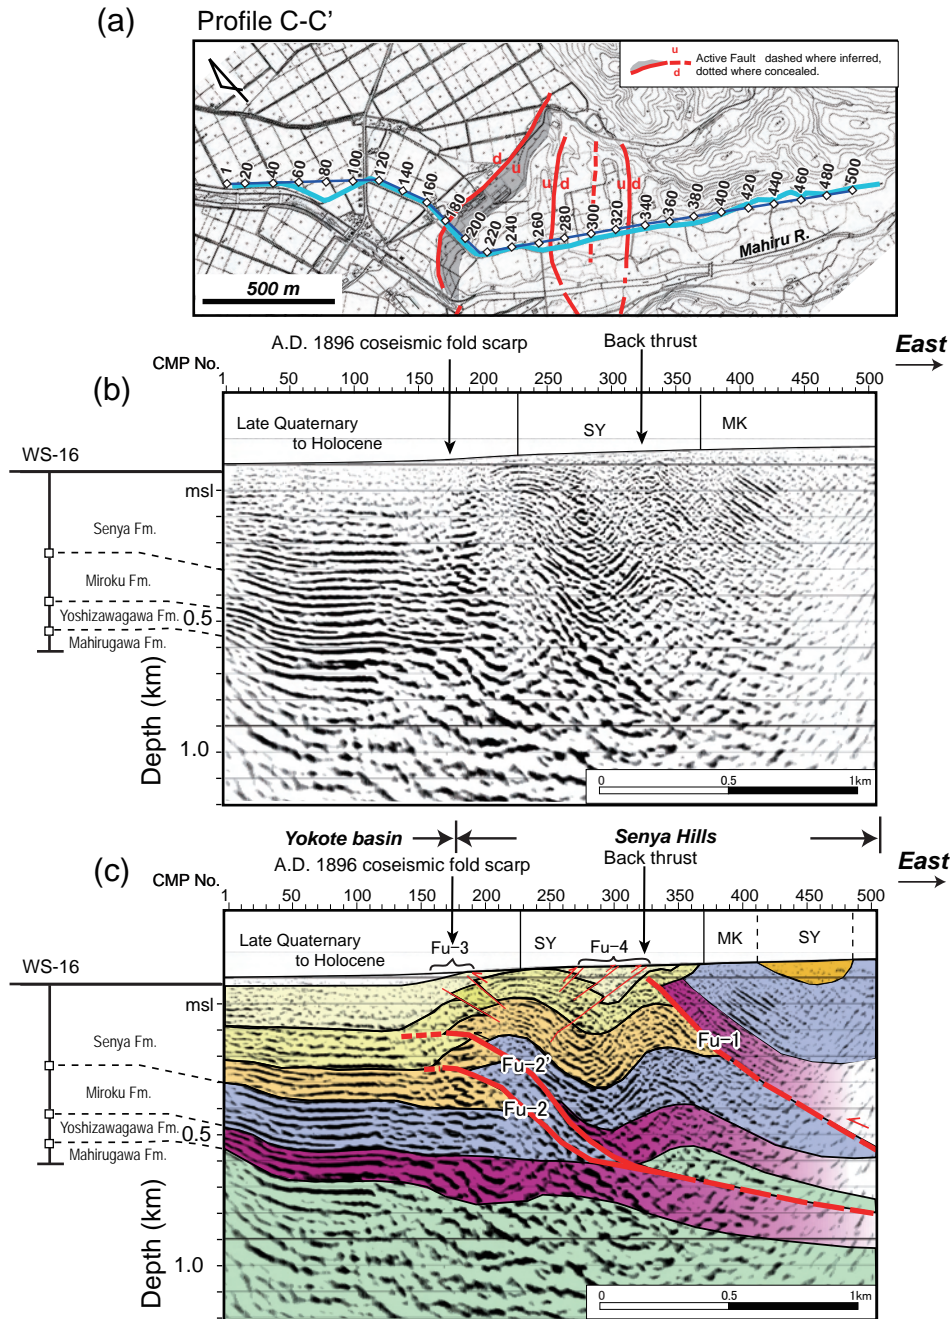 (a)
Profile C-C'
u
d
Active Fault dashed where inferred,
dotted where concealed.
1
20
40
60
80
100
120
140
160
180
200
220
240
260
280
300
320
340
360
380
400
420
440
460
480
500
d
u
u
d
u
d
Mahiru R.
500 m
A.D. 1896 coseismic fold scarp
Back thrust
East
CMP No.
1 50 100 150 200 250 300 350 400 450 500
(b)
Late Quaternary
to Holocene
SY
MK
WS-16
msl
Senya Fm.
Miroku Fm.
Yoshizawagawa Fm.
0.5
Mahirugawa Fm.
Depth (km)
1.0
0 0.5 1km
Yokote basin
Senya Hills
(c)
A.D. 1896 coseismic fold scarp
Back thrust
East
CMP No.
1 50 100 150 200 250 300 350 400 450 500
Late Quaternary
to Holocene
Fu-3
SY
Fu-4
MK
SY
WS-16
msl
Senya Fm.
Fu-1
Fu-2'
Miroku Fm.
Fu-2
Yoshizawagawa Fm.
0.5
Mahirugawa Fm.
Depth (km)
1.0
0 0.5 1km